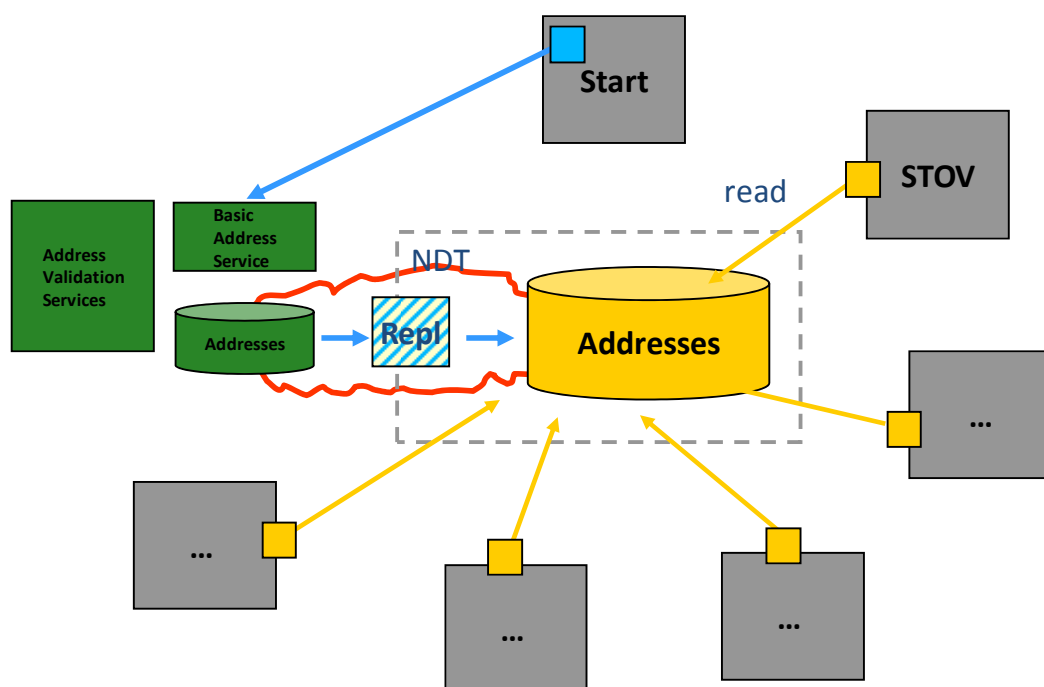 Start
STOV
read
Basic
Address
Service
Address
Validation
Services
NDT
Addresses
Repl
Addresses
...
...
...
...